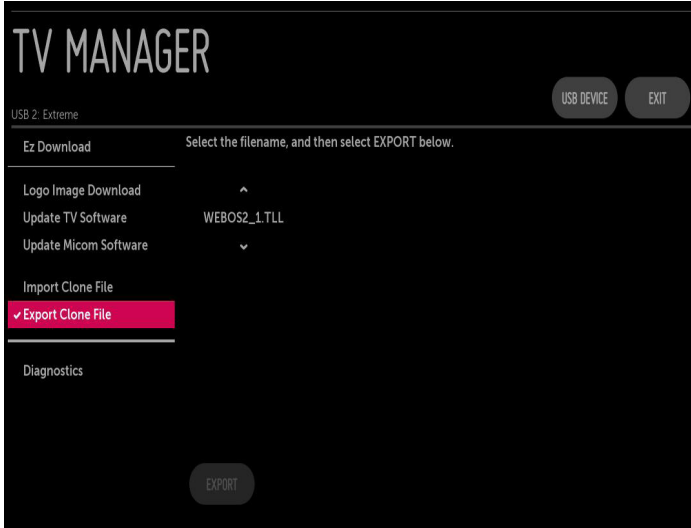 TV MANAGER
USB DEVICE
EXIT
USB 2: Extreme
Ez Download
Select the filename, and then select EXPORT below.
Logo Image Download
Update TV Software
WEBOS2_1.TLL
Update Micom Software
Import Clone File
Export Clone File
Diagnostics
EXPORT